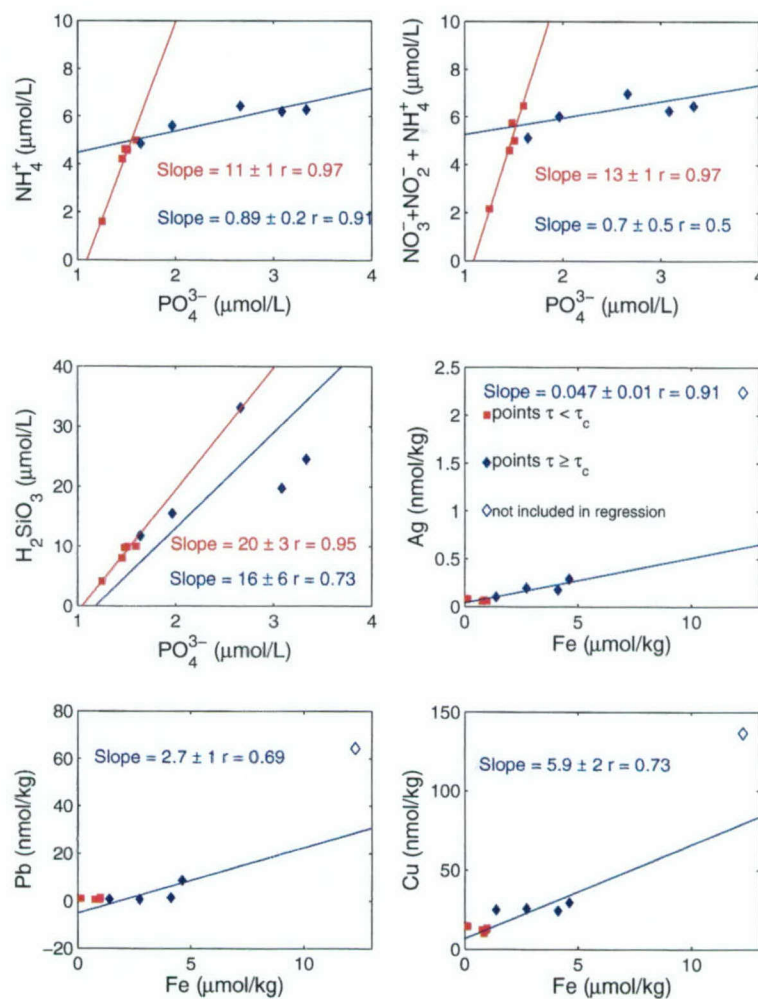 10
8
6
4
2
0
NH₄⁺ (μmol/L)
Slope = 11 ± 1 r = 0.97
Slope = 0.89 ± 0.2 r = 0.91
1 2 3 4
PO₄³⁻ (μmol/L)
10
8
6
4
2
0
NO₃⁻+NO₂⁻ + NH₄⁺ (μmol/L)
Slope = 13 ± 1 r = 0.97
Slope = 0.7 ± 0.5 r = 0.5
1 2 3 4
PO₄³⁻ (μmol/L)
40
30
20
10
0
H₂SiO₃ (μmol/L)
Slope = 20 ± 3 r = 0.95
Slope = 16 ± 6 r = 0.73
1 2 3 4
PO₄³⁻ (μmol/L)
2.5
2
1.5
1
0.5
0
Ag (nmol/kg)
Slope = 0.047 ± 0.01 r = 0.91
points τ < τc
points τ ≥ τc
not included in regression
0 5 10
Fe (μmol/kg)
80
60
40
20
0
−20
Pb (nmol/kg)
Slope = 2.7 ± 1 r = 0.69
0 5 10
Fe (μmol/kg)
150
100
50
0
Cu (nmol/kg)
Slope = 5.9 ± 2 r = 0.73
0 5 10
Fe (μmol/kg)